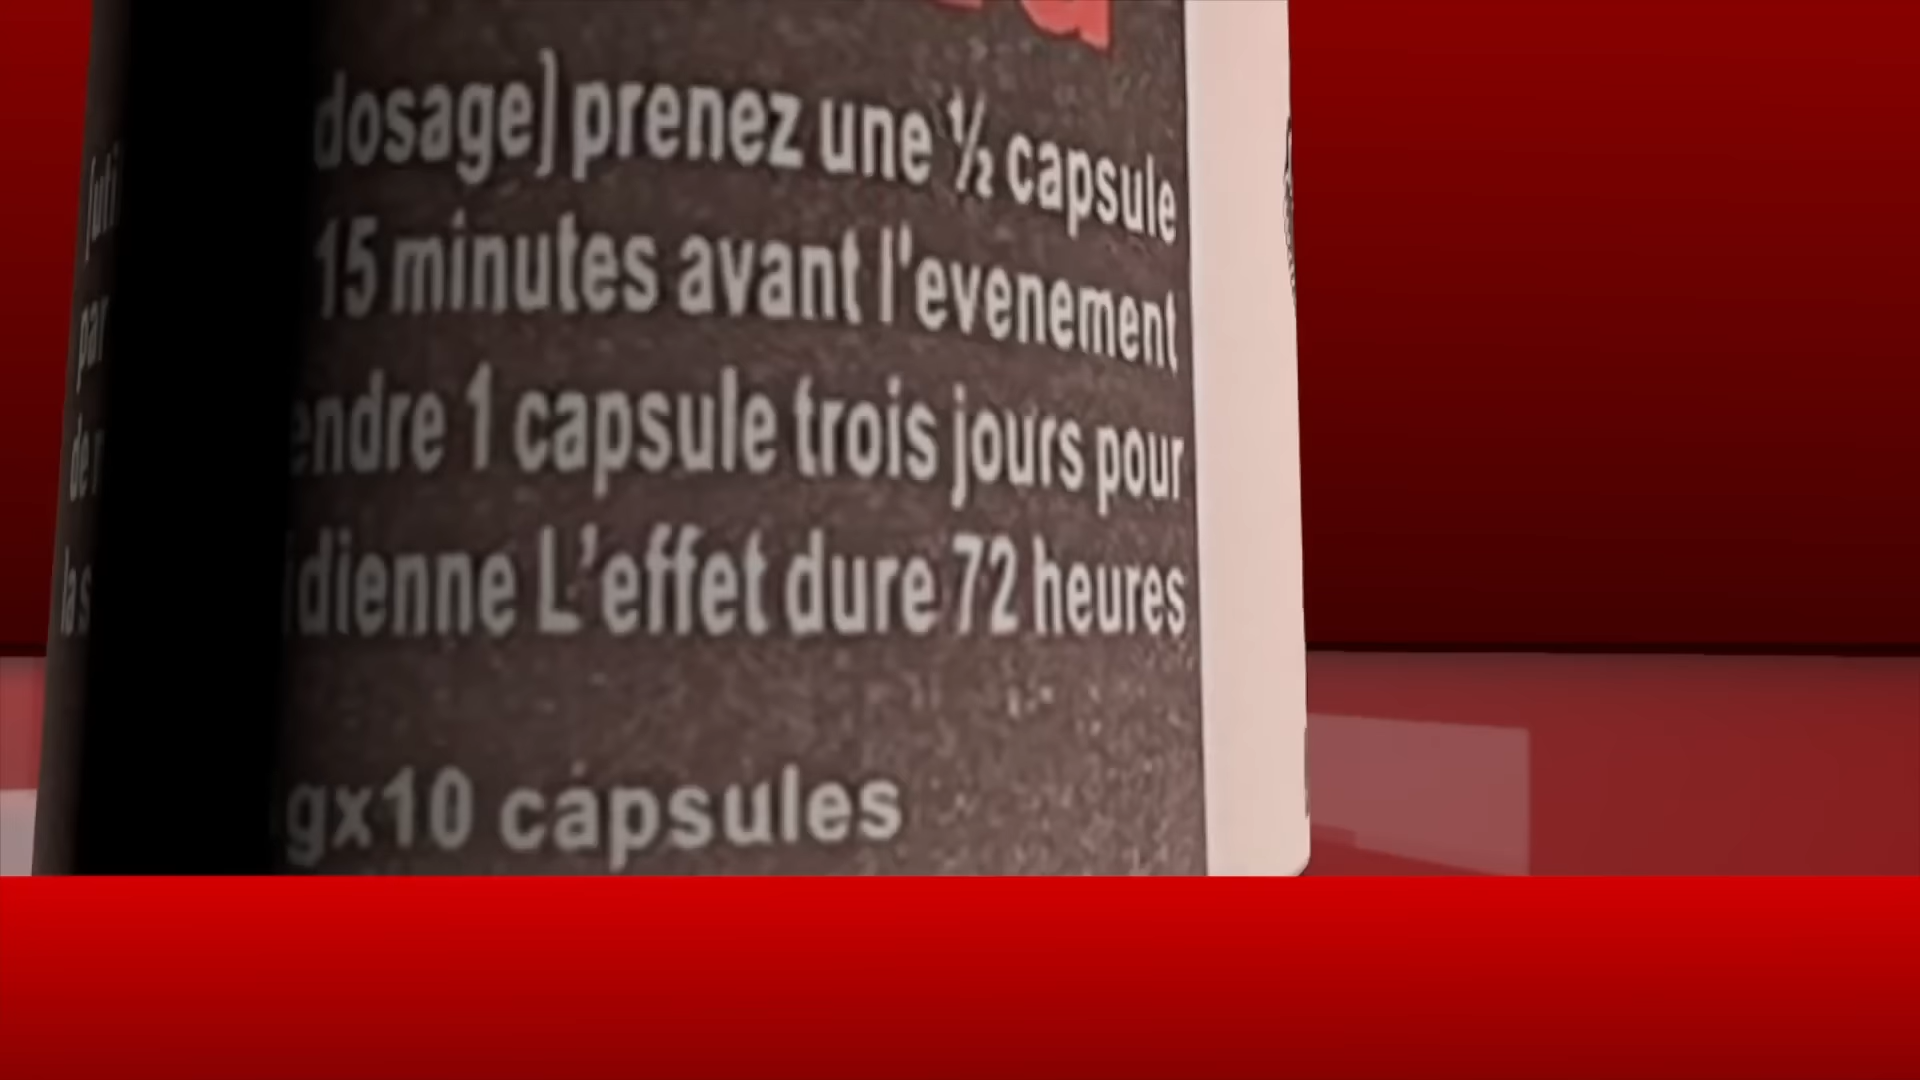 dosage) prenez une ½ capsule
15 minutes avant l'evenement
endre 1 capsule trois jours pour
dienne L'effet dure 72 heures
gx10 capsules